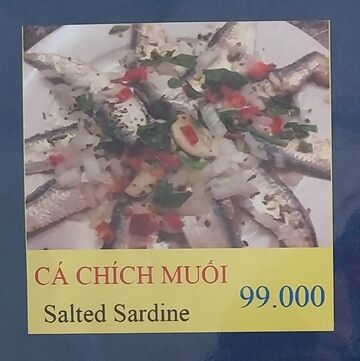 CÁ CHÍCH MUỐI
Salted Sardine
99.000